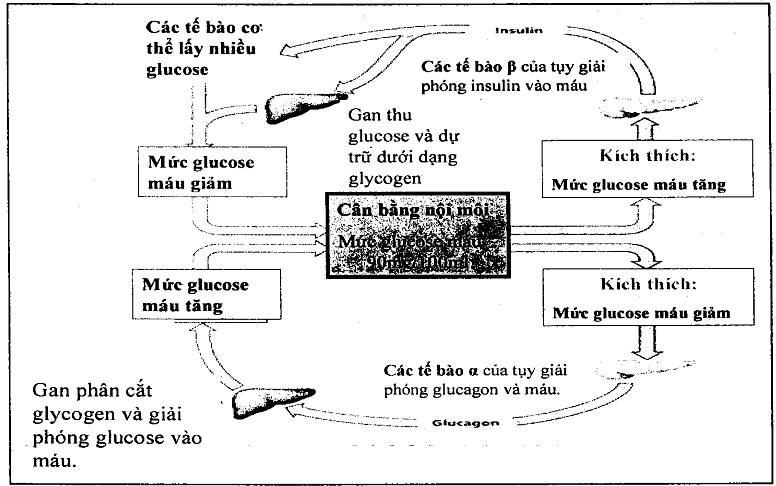 Các tế bào cơ
thể lấy nhiều
glucose
Insulin
Các tế bào β của tụy giải
phóng insulin vào máu
Gan thu
glucose và dự
trữ dưới dạng
glycogen
Mức glucose
máu giảm
Kích thích:
Mức glucose máu tăng
Cân bằng nội môi
Mức glucose máu
90mg/100ml
Mức glucose
máu tăng
Kích thích:
Mức glucose máu giảm
Các tế bào α của tụy giải
phóng glucagon và máu.
Gan phân cắt
glycogen và giải
phóng glucose vào
máu.
Glucagon